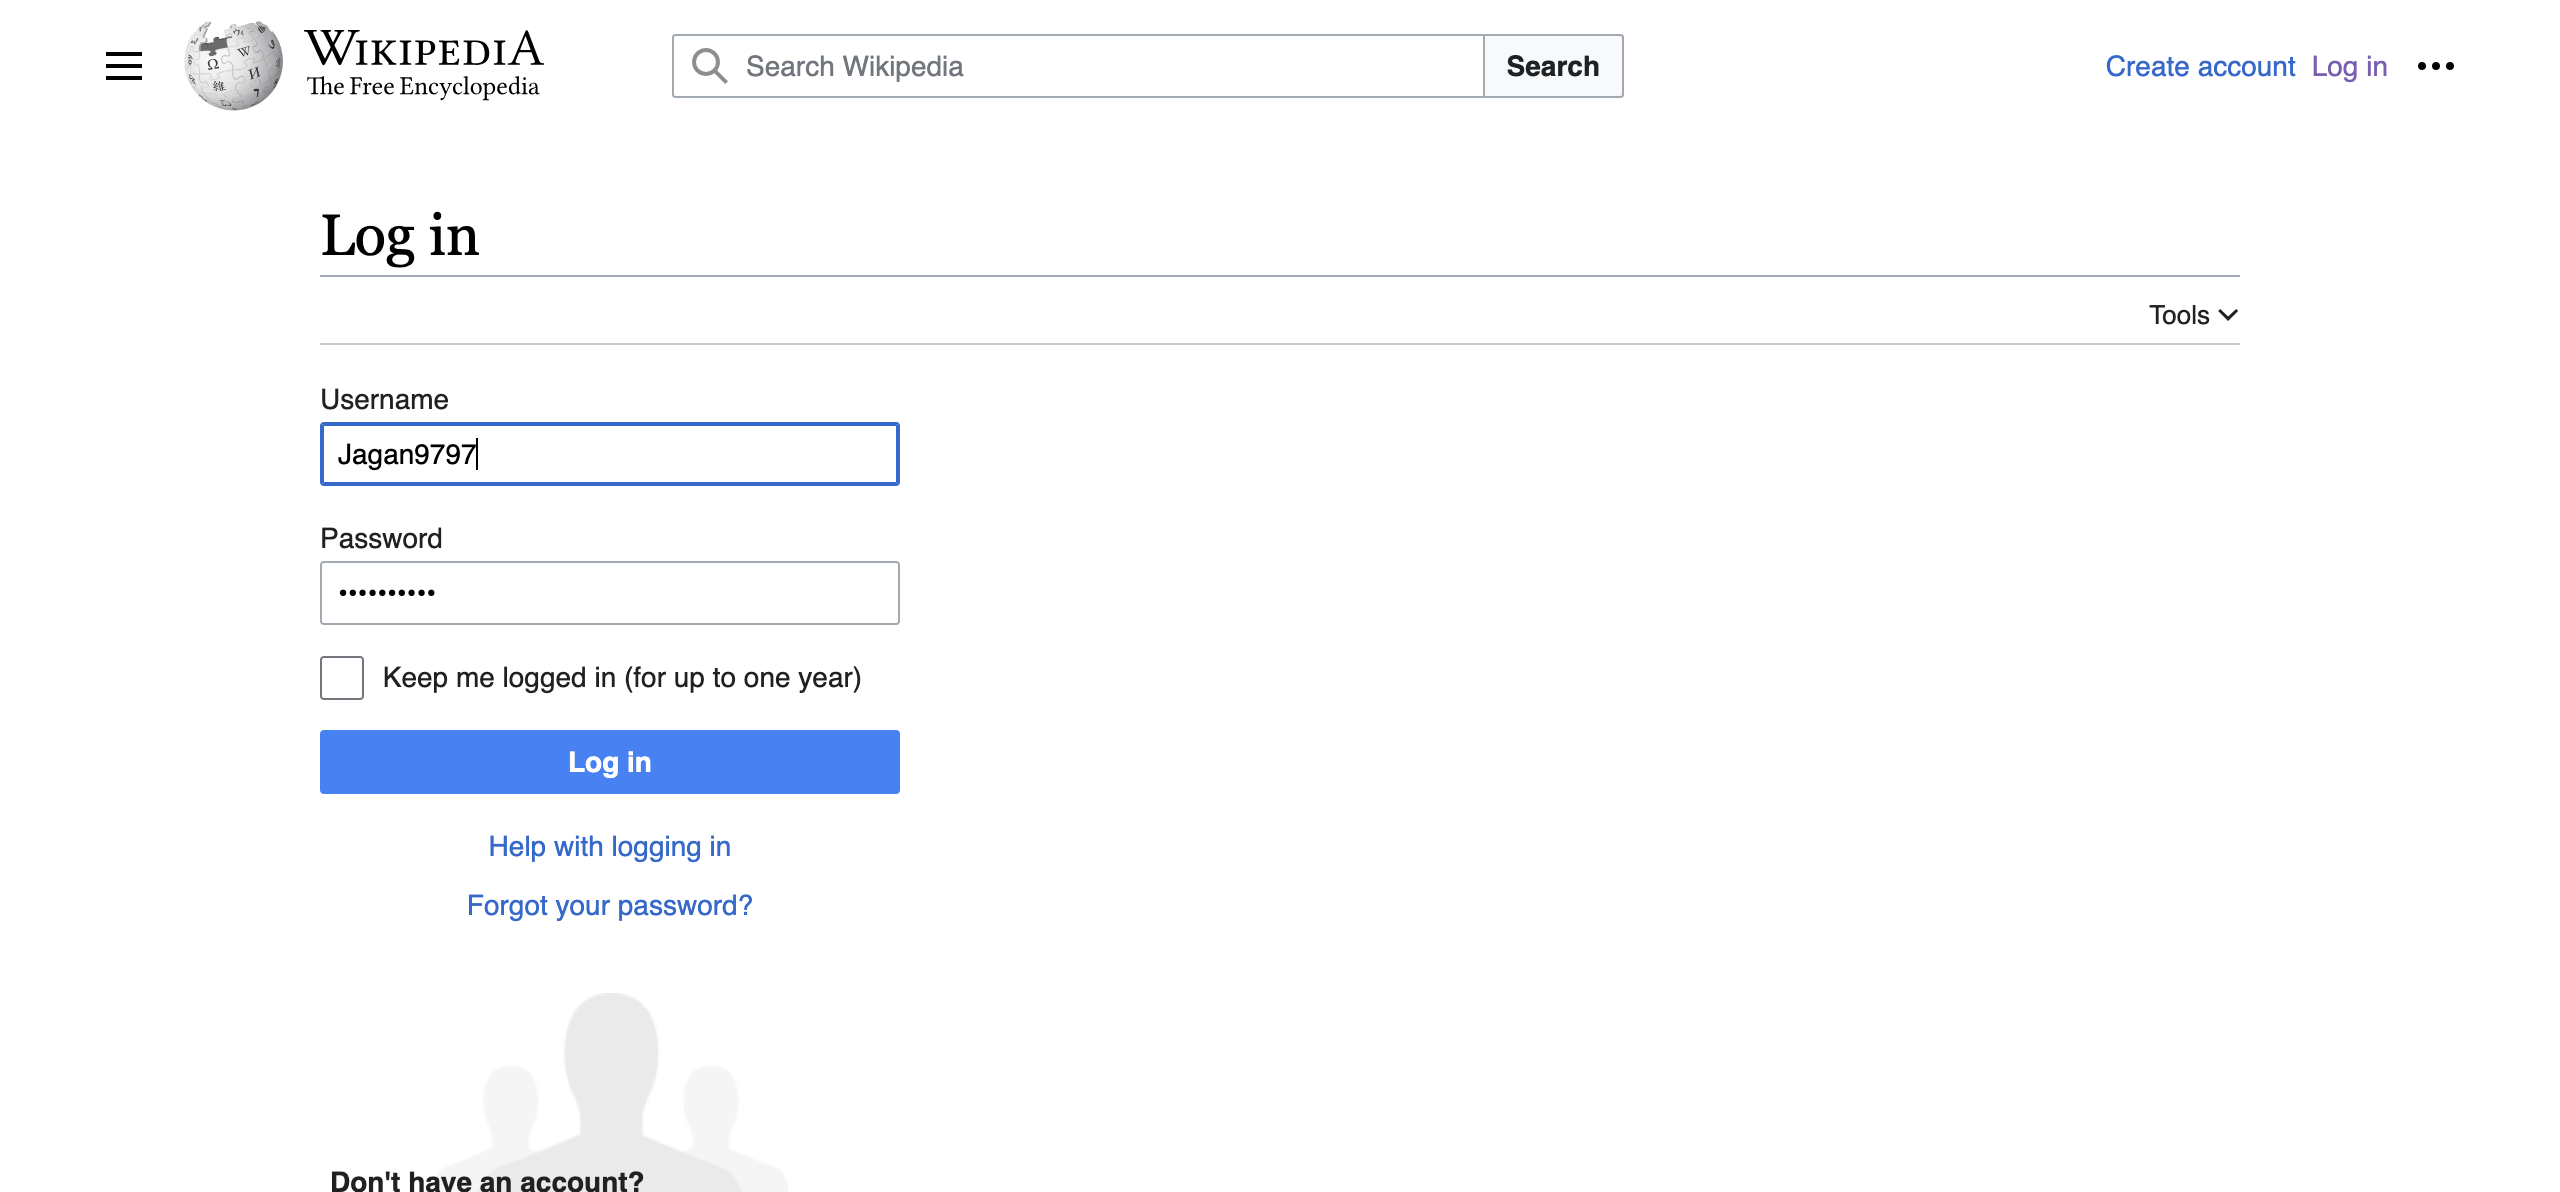 WIKIPEDIA
The Free Encyclopedia
Search Wikipedia
Search
Create account Log in
Log in
Tools
Username
Jagan9797
Password
••••••••••
Keep me logged in (for up to one year)
Log in
Help with logging in
Forgot your password?
Don't have an account?